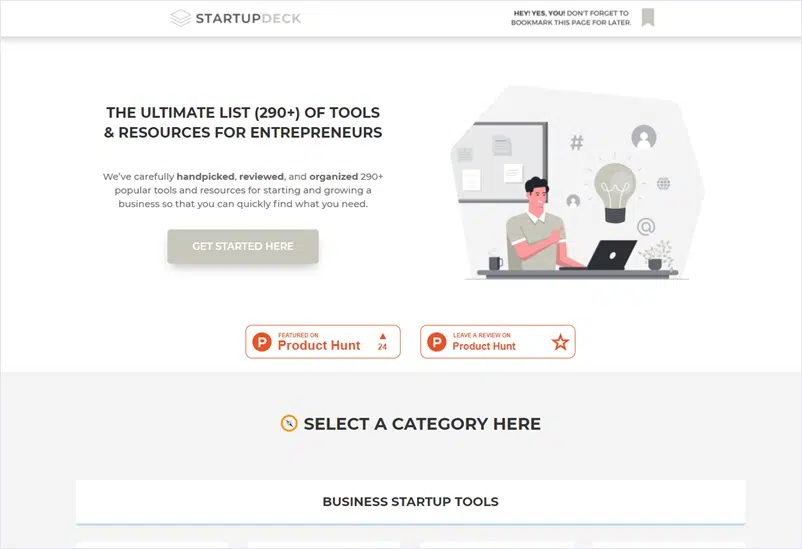 STARTUPDECK
HEY! YES, YOU! DON'T FORGET TO
BOOKMARK THIS PAGE FOR LATER.
THE ULTIMATE LIST (290+) OF TOOLS
& RESOURCES FOR ENTREPRENEURS
We've carefully handpicked, reviewed, and organized 290+
popular tools and resources for starting and growing a
business so that you can quickly find what you need.
GET STARTED HERE
#
@
FEATURED ON
Product Hunt
24
LEAVE A REVIEW ON
Product Hunt
SELECT A CATEGORY HERE
BUSINESS STARTUP TOOLS